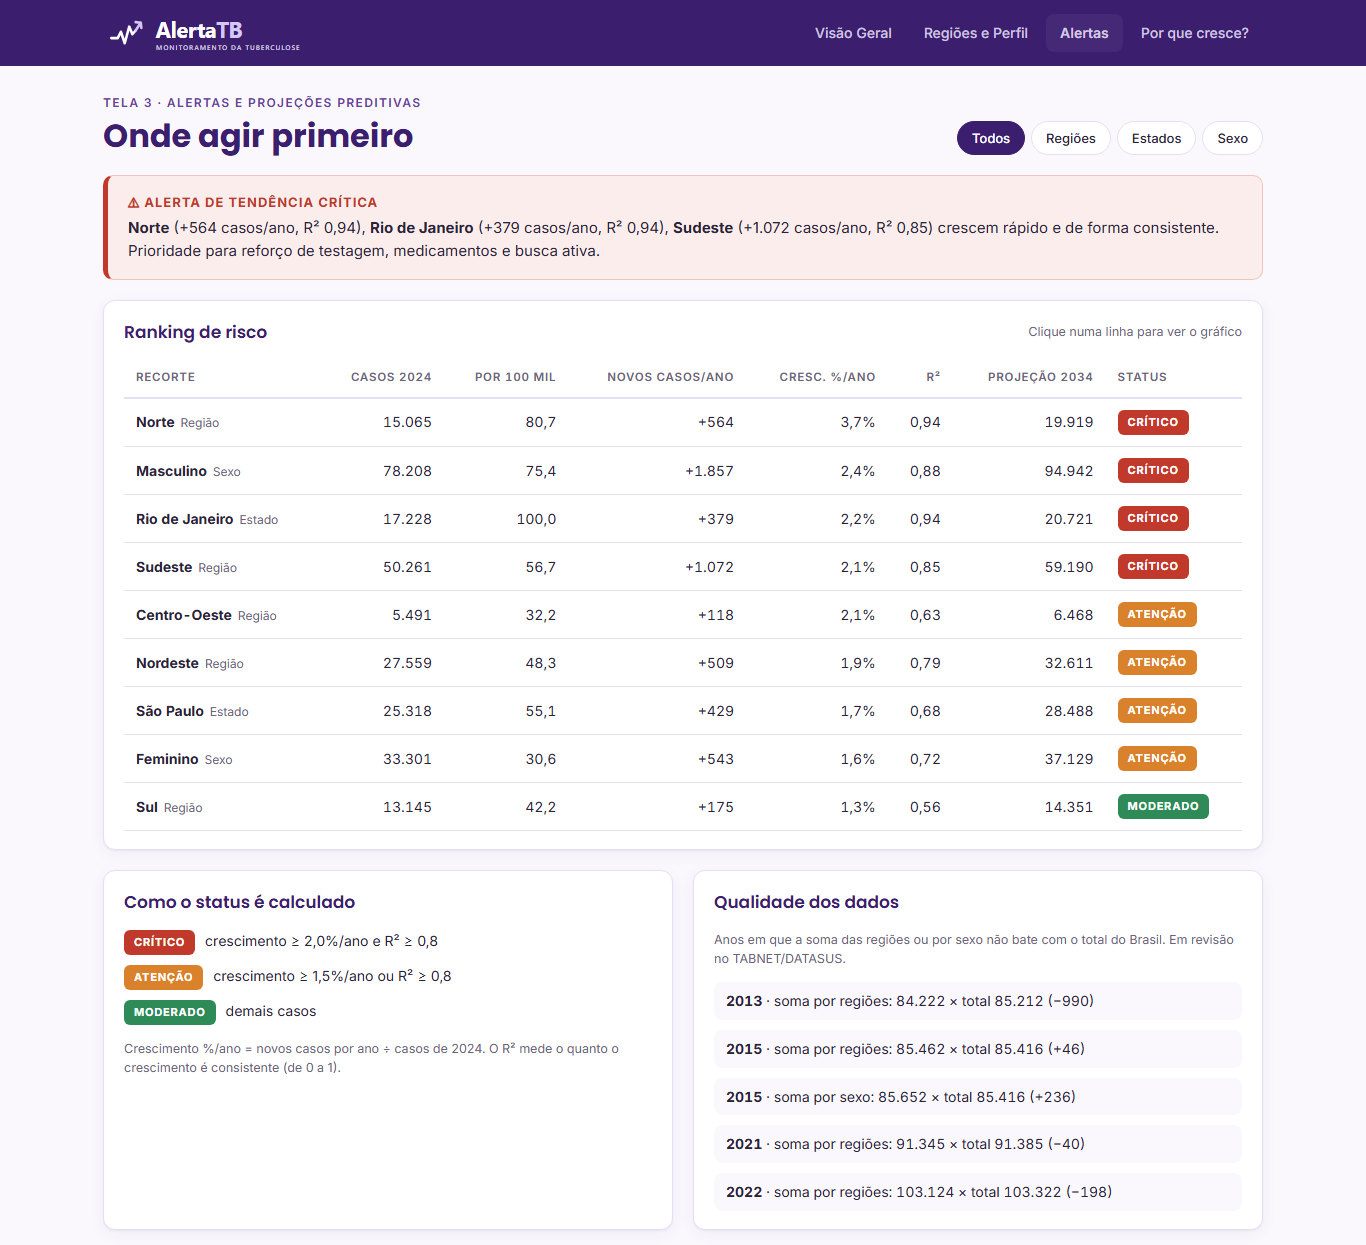 AlertaTB
MONITORAMENTO DA TUBERCULOSE
Visão Geral
Regiões e Perfil
Alertas
Por que cresce?
TELA 3 · ALERTAS E PROJEÇÕES PREDITIVAS
Onde agir primeiro
Todos
Regiões
Estados
Sexo
⚠ ALERTA DE TENDÊNCIA CRÍTICA
Norte (+564 casos/ano, R² 0,94), Rio de Janeiro (+379 casos/ano, R² 0,94), Sudeste (+1.072 casos/ano, R² 0,85) crescem rápido e de forma consistente.
Prioridade para reforço de testagem, medicamentos e busca ativa.
Ranking de risco
Clique numa linha para ver o gráfico
RECORTE CASOS 2024 POR 100 MIL NOVOS CASOS/ANO CRESC. %/ANO R² PROJEÇÃO 2034 STATUS
Norte Região 15.065 80,7 +564 3,7% 0,94 19.919 CRÍTICO
Masculino Sexo 78.208 75,4 +1.857 2,4% 0,88 94.942 CRÍTICO
Rio de Janeiro Estado 17.228 100,0 +379 2,2% 0,94 20.721 CRÍTICO
Sudeste Região 50.261 56,7 +1.072 2,1% 0,85 59.190 CRÍTICO
Centro-Oeste Região 5.491 32,2 +118 2,1% 0,63 6.468 ATENÇÃO
Nordeste Região 27.559 48,3 +509 1,9% 0,79 32.611 ATENÇÃO
São Paulo Estado 25.318 55,1 +429 1,7% 0,68 28.488 ATENÇÃO
Feminino Sexo 33.301 30,6 +543 1,6% 0,72 37.129 ATENÇÃO
Sul Região 13.145 42,2 +175 1,3% 0,56 14.351 MODERADO
Como o status é calculado
CRÍTICO crescimento ≥ 2,0%/ano e R² ≥ 0,8
ATENÇÃO crescimento ≥ 1,5%/ano ou R² ≥ 0,8
MODERADO demais casos
Crescimento %/ano = novos casos por ano ÷ casos de 2024. O R² mede o quanto o
crescimento é consistente (de 0 a 1).
Qualidade dos dados
Anos em que a soma das regiões ou por sexo não bate com o total do Brasil. Em revisão
no TABNET/DATASUS.
2013 · soma por regiões: 84.222 × total 85.212 (−990)
2015 · soma por regiões: 85.462 × total 85.416 (+46)
2015 · soma por sexo: 85.652 × total 85.416 (+236)
2021 · soma por regiões: 91.345 × total 91.385 (−40)
2022 · soma por regiões: 103.124 × total 103.322 (−198)